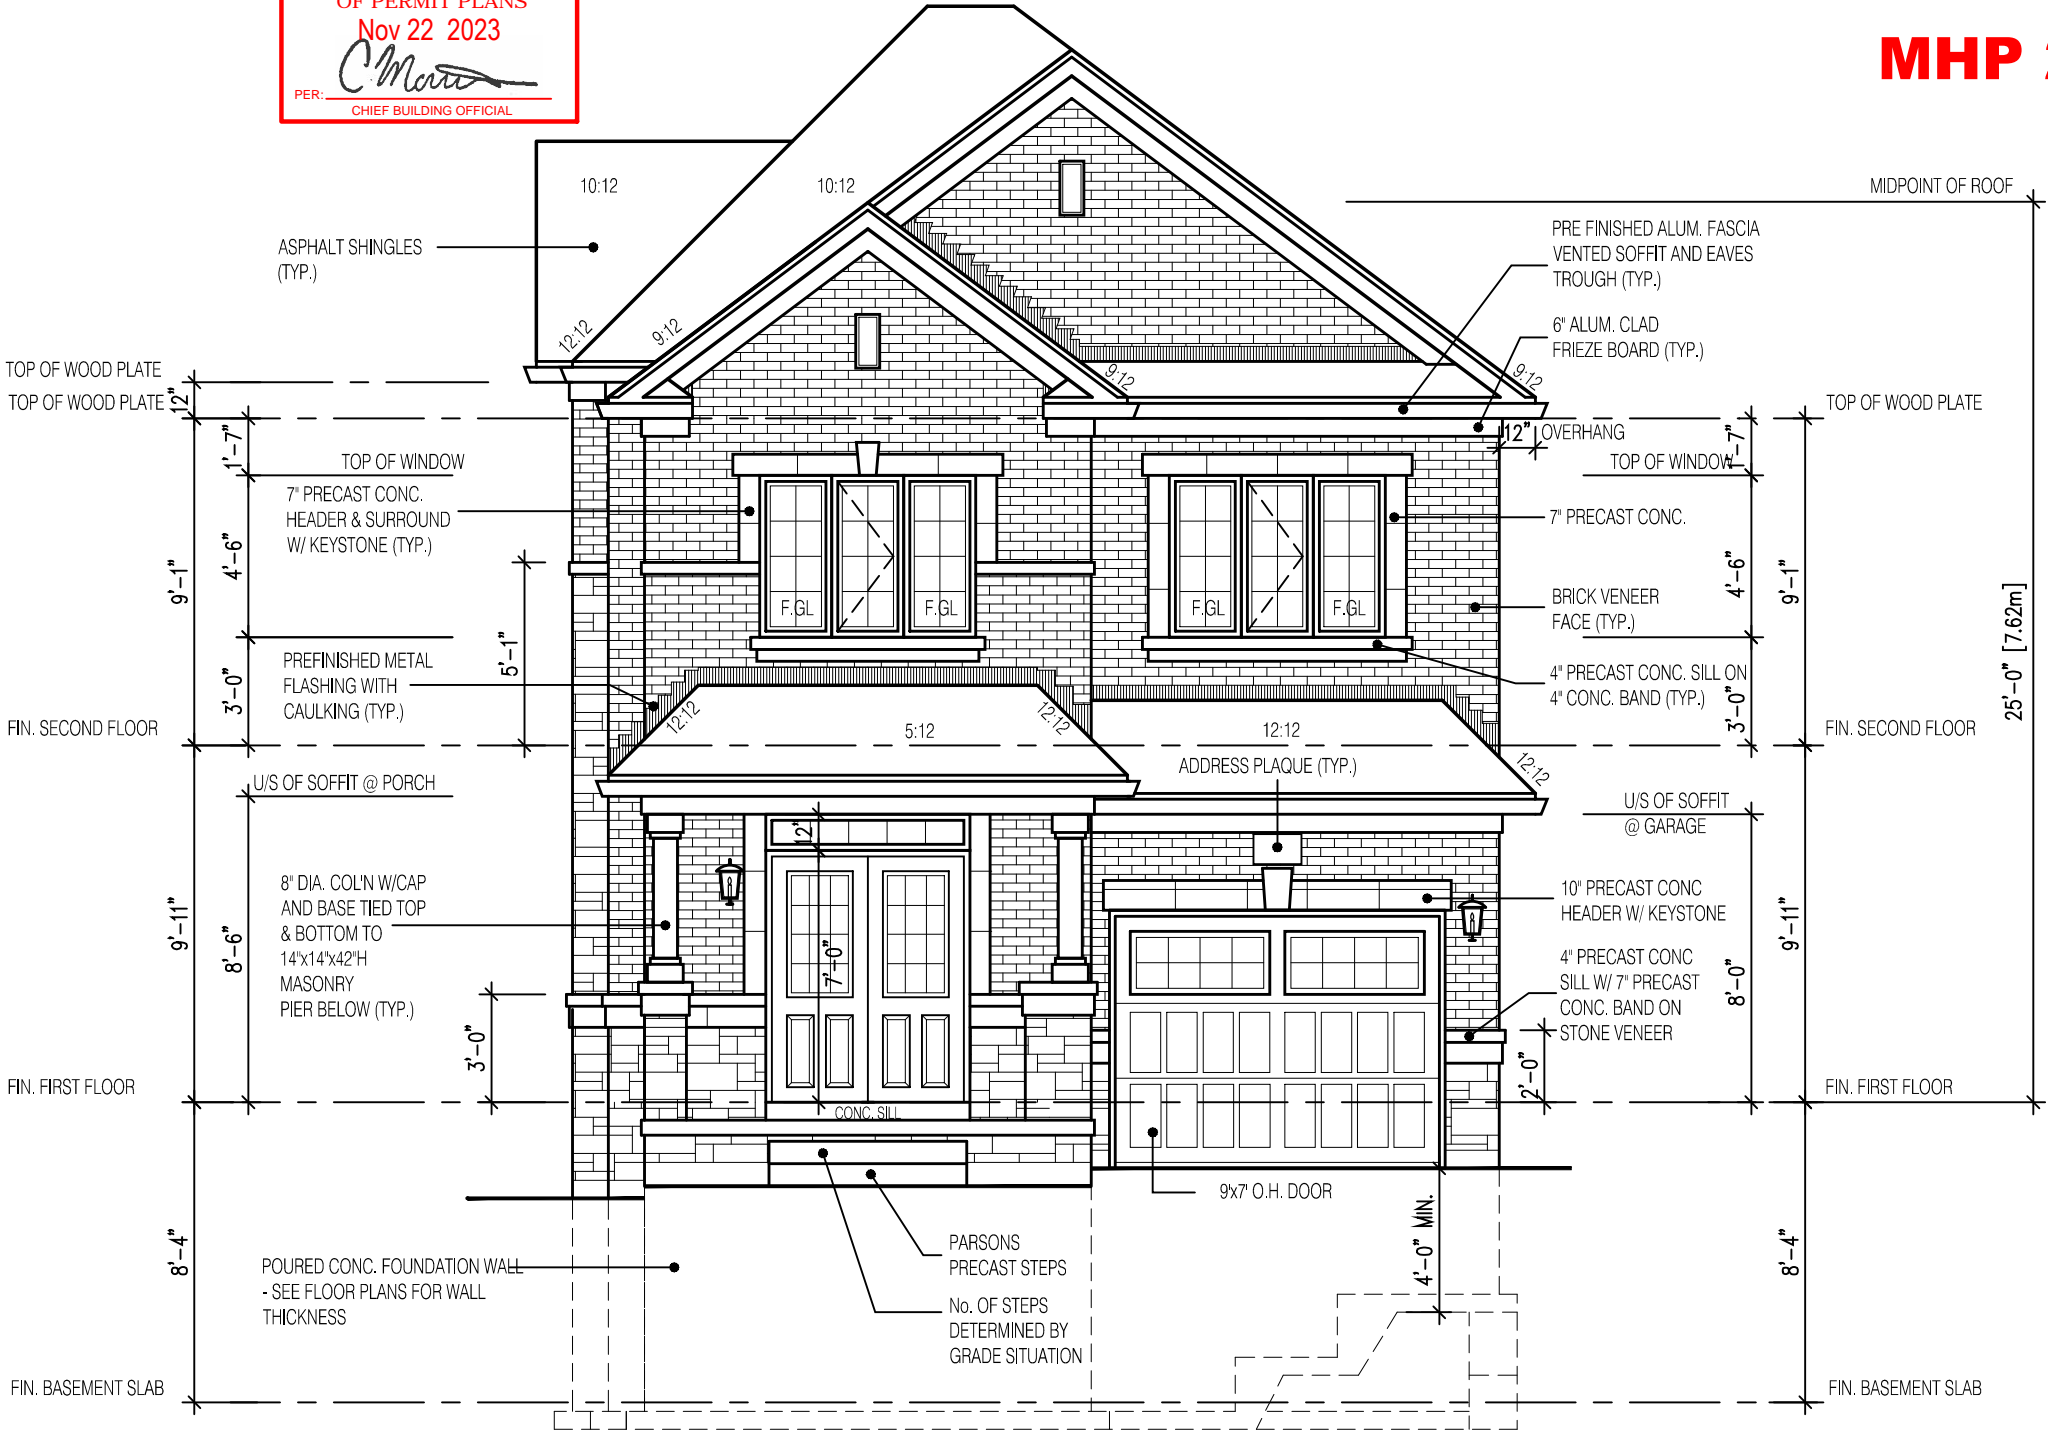 OF PERMIT PLANS
Nov 22 2023
PER:
CHIEF BUILDING OFFICIAL
MHP
10:12
10:12
MIDPOINT OF ROOF
ASPHALT SHINGLES
(TYP.)
PRE FINISHED ALUM. FASCIA
VENTED SOFFIT AND EAVES
TROUGH (TYP.)
6" ALUM. CLAD
FRIEZE BOARD (TYP.)
12:12
9:12
9:12
9:12
TOP OF WOOD PLATE
12"
TOP OF WOOD PLATE
TOP OF WOOD PLATE
1'-7"
TOP OF WINDOW
12" OVERHANG
TOP OF WINDOW
1'-7"
7" PRECAST CONC.
HEADER & SURROUND
W/ KEYSTONE (TYP.)
7" PRECAST CONC.
4'-6"
9'-1"
5'-1"
F.GL
F.GL
F.GL
F.GL
4'-6"
9'-1"
25'-0" [7.62m]
BRICK VENEER
FACE (TYP.)
PREFINISHED METAL
FLASHING WITH
CAULKING (TYP.)
3'-0"
4" PRECAST CONC. SILL ON
4" CONC. BAND (TYP.)
3'-0"
12:12
5:12
12:12
12:12
12:12
FIN. SECOND FLOOR
FIN. SECOND FLOOR
ADDRESS PLAQUE (TYP.)
U/S OF SOFFIT @ PORCH
U/S OF SOFFIT
@ GARAGE
12"
8" DIA. COL'N W/CAP
AND BASE TIED TOP
& BOTTOM TO
14"x14"x42"H
MASONRY
PIER BELOW (TYP.)
9'-11"
8'-6"
7'-0"
10" PRECAST CONC
HEADER W/ KEYSTONE
4" PRECAST CONC
SILL W/ 7" PRECAST
CONC. BAND ON
STONE VENEER
8'-0"
9'-11"
3'-0"
2'-0"
FIN. FIRST FLOOR
FIN. FIRST FLOOR
CONC. SILL
9'x7' O.H. DOOR
4'-0" MIN.
8'-4"
8'-4"
POURED CONC. FOUNDATION WALL
- SEE FLOOR PLANS FOR WALL
THICKNESS
PARSONS
PRECAST STEPS
No. OF STEPS
DETERMINED BY
GRADE SITUATION
FIN. BASEMENT SLAB
FIN. BASEMENT SLAB